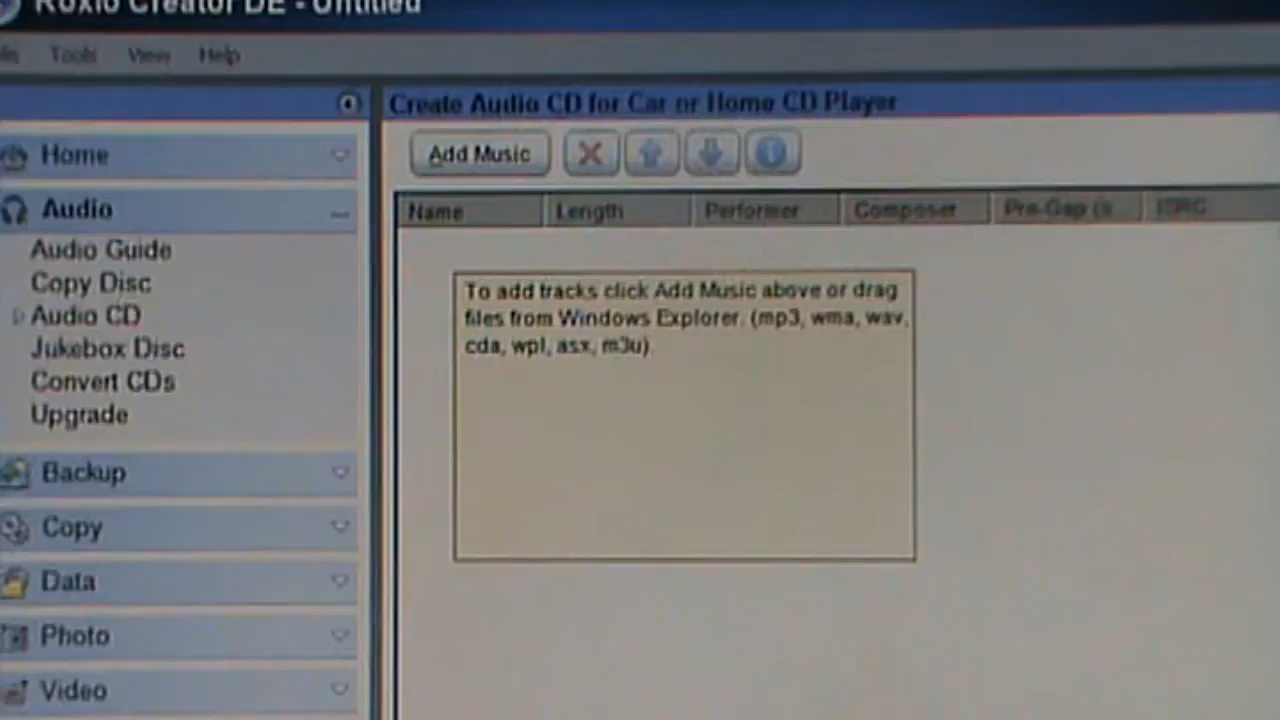 Roxio Creator DE - Untitled
Tools View Help
Create Audio CD for Car or Home CD Player
Home
Add Music
Audio
Name Length Performer Composer Pre-Gap (s ISRC
Audio Guide
Copy Disc
Audio CD
Jukebox Disc
Convert CDs
Upgrade
To add tracks click Add Music above or drag
files from Windows Explorer. (mp3, wma, wav,
cda, wpl, asx, m3u).
Backup
Copy
Data
Photo
Video